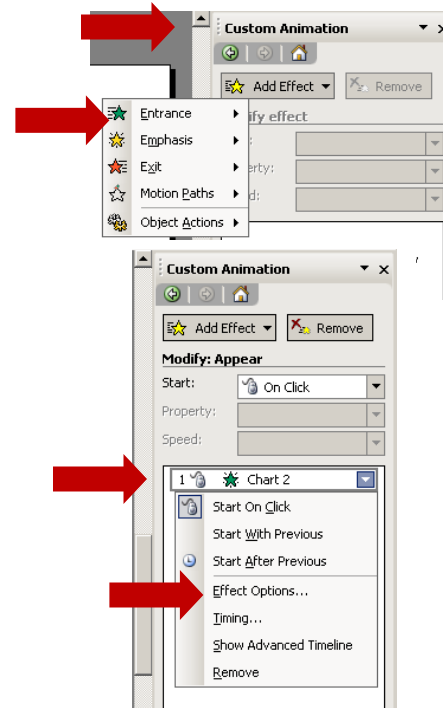 Custom Animation
Add Effect
Remove
ify effect
Entrance
Emphasis
erty:
Exit
d:
Motion Paths
Object Actions
Custom Animation
Add Effect
Remove
Modify: Appear
Start:
On Click
Property:
Speed:
1
Chart 2
Start On Click
Start With Previous
Start After Previous
Effect Options...
Timing...
Show Advanced Timeline
Remove